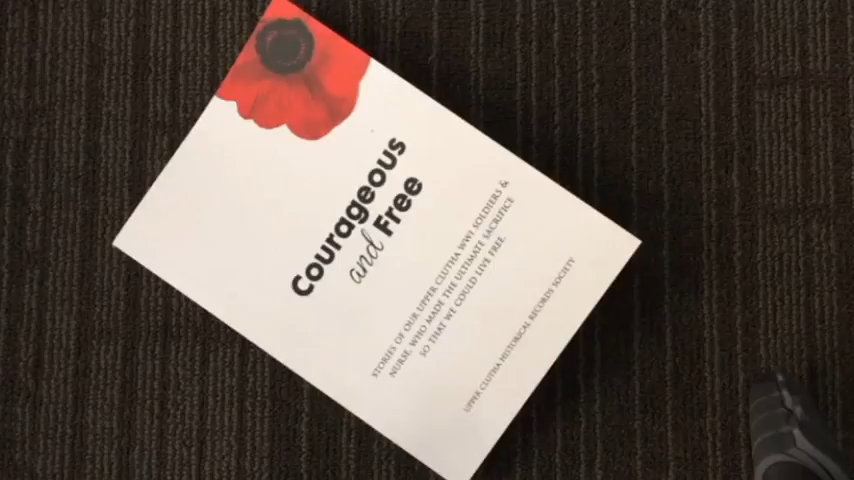 Courageous
and Free
STORIES OF OUR UPPER CLUTHA WWI SOLDIERS &
NURSE, WHO MADE THE ULTIMATE SACRIFICE
SO THAT WE COULD LIVE FREE.
UPPER CLUTHA HISTORICAL RECORDS SOCIETY